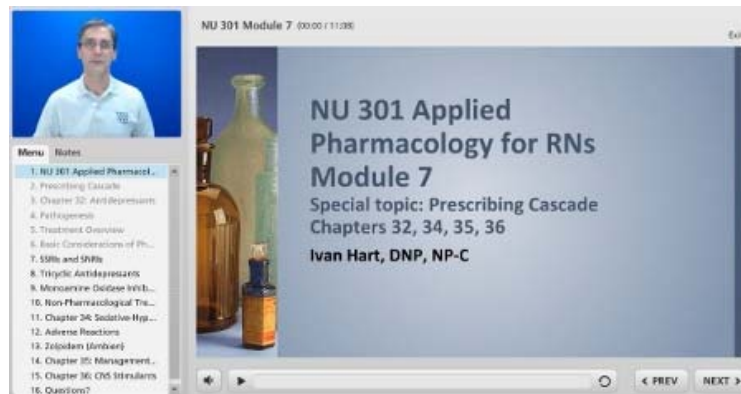 NU 301 Module 7 (00:00 / 11:08)
Menu Notes
1. NU 301 Applied Pharmacol...
2. Prescribing Cascade
3. Chapter 32: Antidepressants
4. Pathogenesis
5. Treatment Overview
6. Basic Considerations of Ph...
7. SSRIs and SNRIs
8. Tricyclic Antidepressants
9. Monoamine Oxidase Inhib...
10. Non-Pharmacological Tre...
11. Chapter 34: Sedative-Hyp...
12. Adverse Reactions
13. Zolpidem (Ambien)
14. Chapter 35: Management...
15. Chapter 36: CNS Stimulants
16. Questions?
NU 301 Applied
Pharmacology for RNs
Module 7
Special topic: Prescribing Cascade
Chapters 32, 34, 35, 36
Ivan Hart, DNP, NP-C
< PREV NEXT >